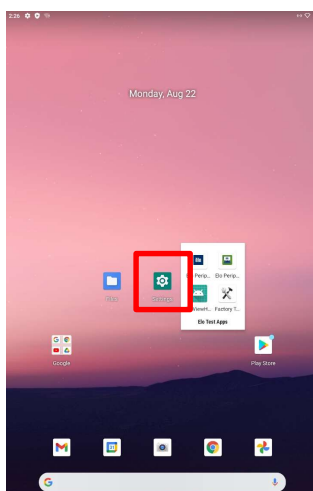 2:26
Monday, Aug 22
Elo Perip... Elo Perip...
Files
Settings
Factory T...
Elo Test Apps
Google
Play Store